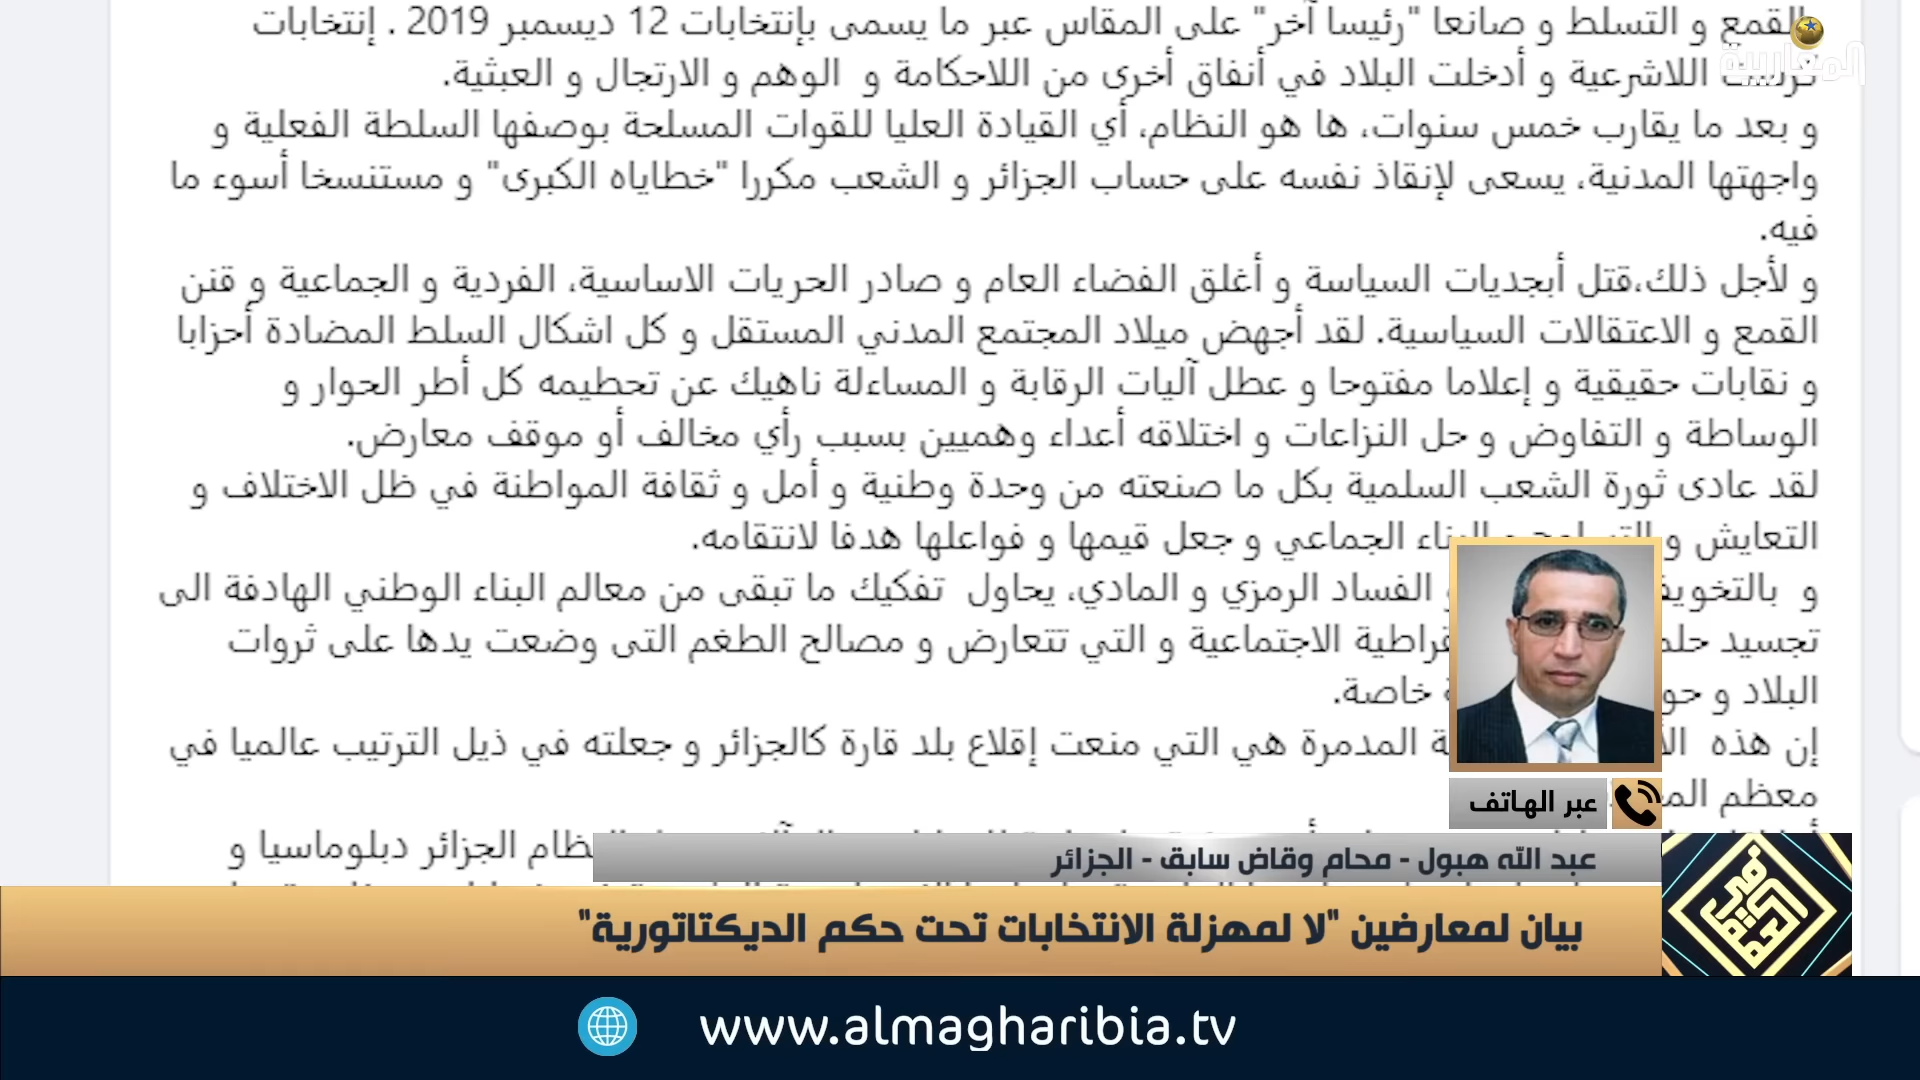 القمع و التسلط و صانعا "رئيسا آخر" على المقاس عبر ما يسمى بإنتخابات 12 ديسمبر 2019 . إنتخابات
اللاشرعية و أدخلت البلاد في أنفاق أخرى من اللاحكامة و الوهم و الارتجال و العبثية.
المغاربية
و بعد ما يقارب خمس سنوات، ها هو النظام، أي القيادة العليا للقوات المسلحة بوصفها السلطة الفعلية و
واجهتها المدنية، يسعى لإنقاذ نفسه على حساب الجزائر و الشعب مكررا "خطاياه الكبرى" و مستنسخا أسوء ما
فيه.
و لأجل ذلك،قتل أبجديات السياسة و أغلق الفضاء العام و صادر الحريات الاساسية، الفردية و الجماعية و قنن
القمع و الاعتقالات السياسية. لقد أجهض ميلاد المجتمع المدني المستقل و كل اشكال السلط المضادة أحزابا
و نقابات حقيقية و إعلاما مفتوحا و عطل آليات الرقابة و المساءلة ناهيك عن تحطيمه كل أطر الحوار و
الوساطة و التفاوض و حل النزاعات و اختلاقه أعداء وهميين بسبب رأي مخالف أو موقف معارض.
لقد عادى ثورة الشعب السلمية بكل ما صنعته من وحدة وطنية و أمل و ثقافة المواطنة في ظل الاختلاف و
التعايش و الجماعي و جعل قيمها و فواعلها هدفا لانتقامه.
و الفساد الرمزي و المادي، يحاول تفكيك ما تبقى من معالم البناء الوطني الهادفة الى
تجسيد الاجتماعية و التي تتعارض و مصالح الطغم التى وضعت يدها على ثروات
البلاد و خاصة.
إن هذه المدمرة هي التي منعت إقلاع بلد قارة كالجزائر و جعلته في ذيل الترتيب عالميا في
معظم
الجزائر دبلوماسيا و
عبر الهاتف
عبد الله هبول - محام وقاض سابق - الجزائر
بيان لمعارضين "لا لمهزلة الانتخابات تحت حكم الديكتاتورية"
www.almagharibia.tv